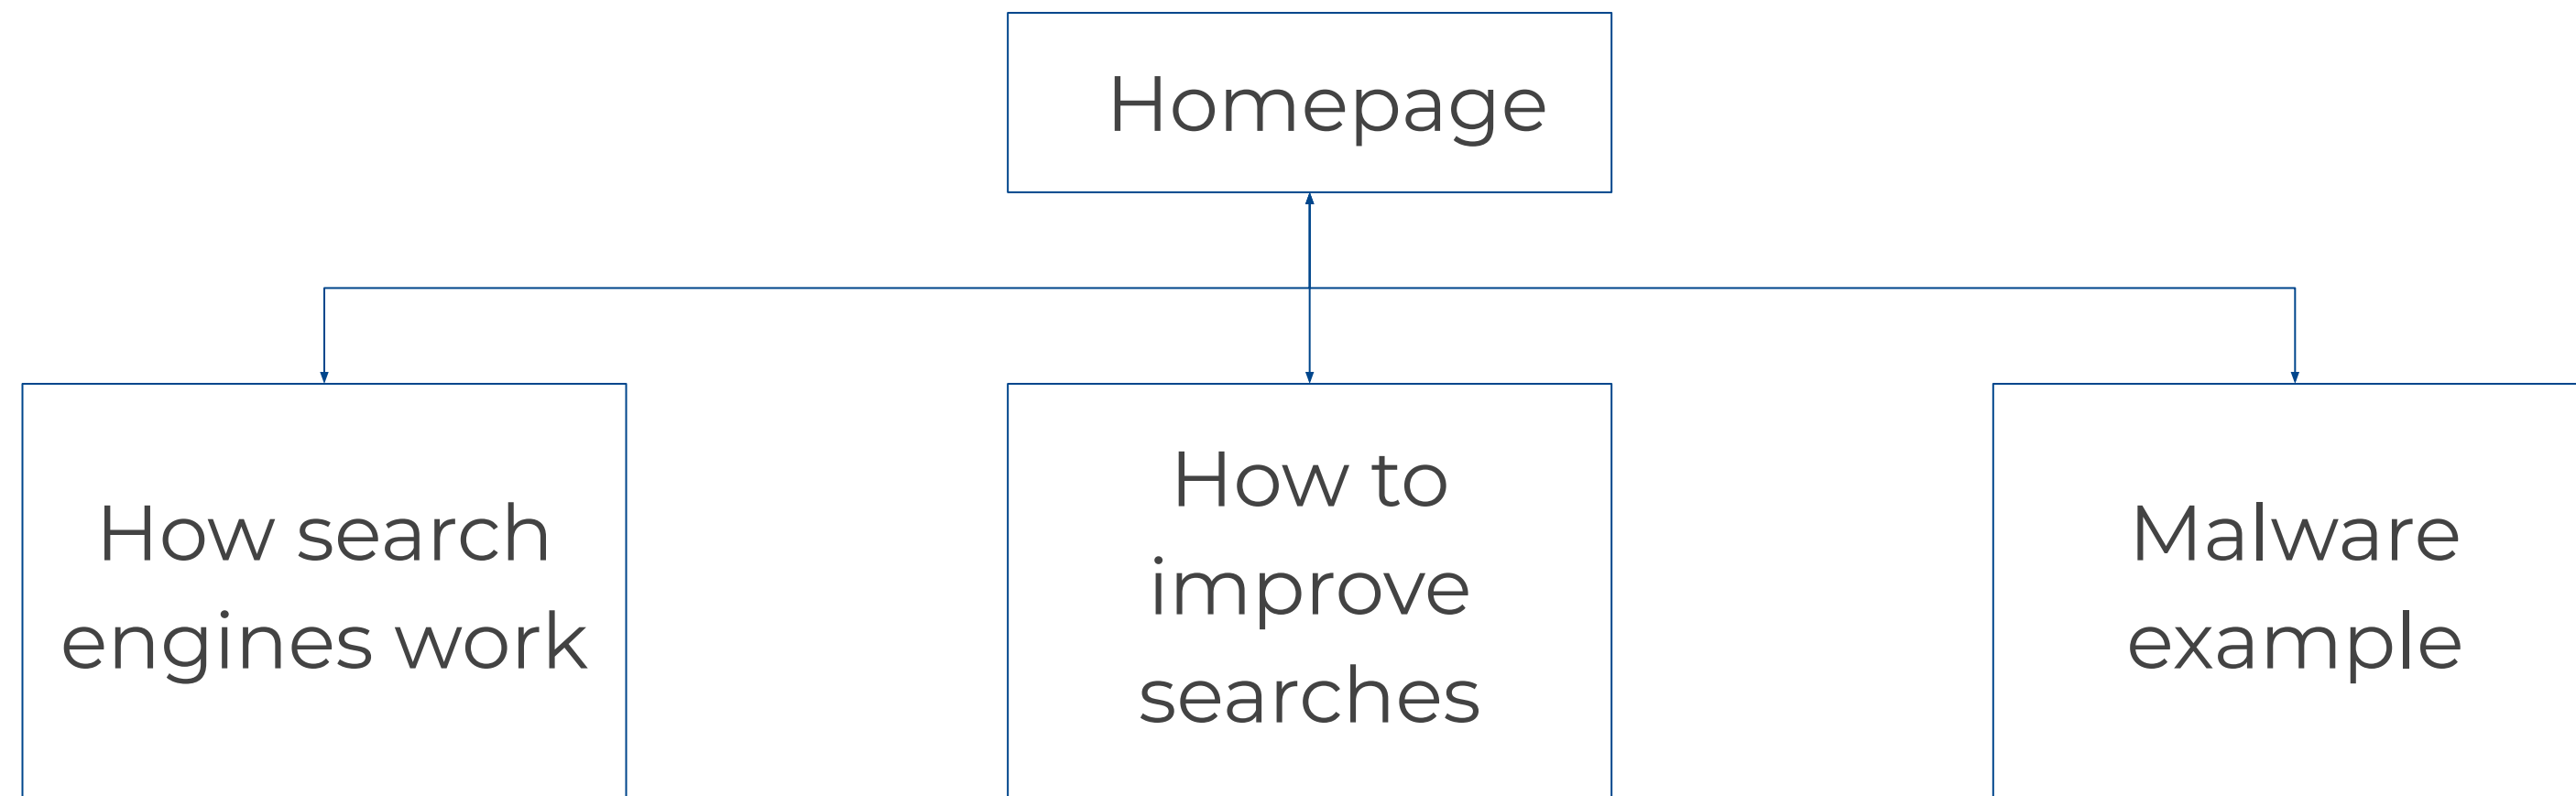 Homepage
How search
engines work
How to
improve
searches
Malware
example